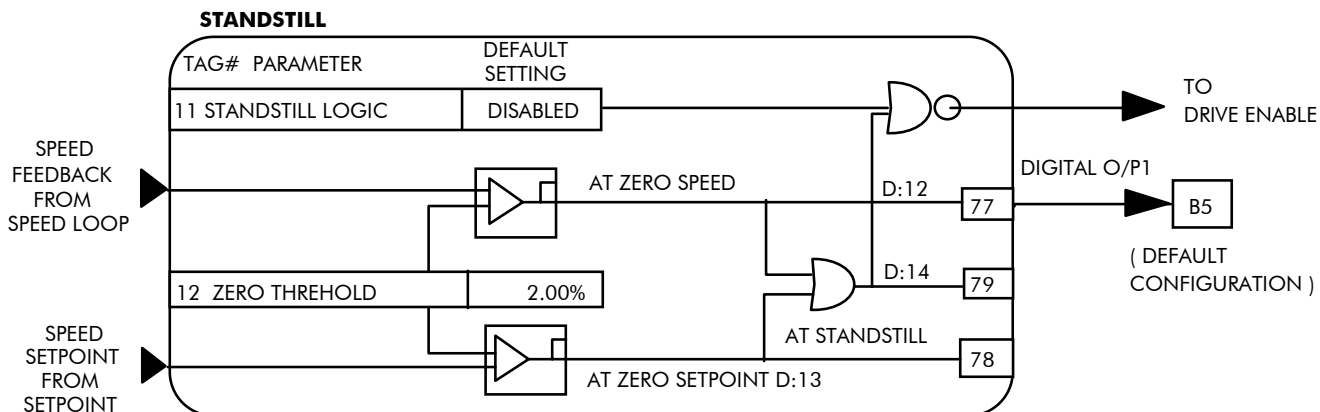 STANDSTILL
TAG# PARAMETER
DEFAULT
SETTING
11 STANDSTILL LOGIC
DISABLED
TO
DRIVE ENABLE
SPEED
FEEDBACK
FROM
SPEED LOOP
AT ZERO SPEED
D:12
77
DIGITAL O/P1
B5
( DEFAULT
CONFIGURATION )
12 ZERO THREHOLD
2.00%
D:14
79
SPEED
SETPOINT
FROM
SETPOINT
AT STANDSTILL
78
AT ZERO SETPOINT D:13